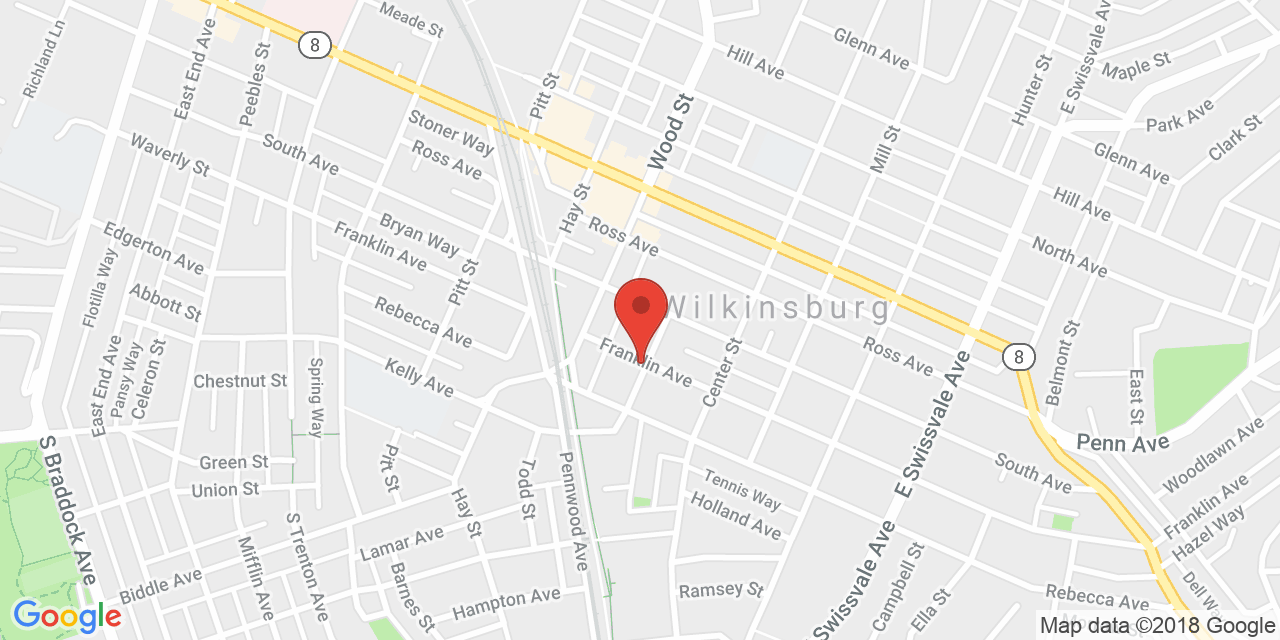 Meade St
Richland Ln
East End Ave
Peebles St
8
Pitt St
Hill Ave
Glenn Ave
Hunter St
E Swissvale Ave
Maple St
Park Ave
Clark St
Glenn Ave
Stoner Way
Ross Ave
Wood St
Mill St
Waverly St
South Ave
Hay St
Hill Ave
North Ave
Bryan Way
Franklin Ave
Ross Ave
Edgerton Ave
Flotilla Way
Abbott St
Pitt St
Rebecca Ave
Wilkinsburg
Franklin Ave
Center St
Ross Ave
8
Belmont St
East St
East End Ave
Pansy Way
Celeron St
Chestnut St
Spring Way
Kelly Ave
E Swissvale Ave
Penn Ave
S Braddock Ave
Green St
Union St
Pitt St
Todd St
Pennwood Ave
Tennis Way
Holland Ave
South Ave
Woodlawn Ave
Franklin Ave
Hazel Way
Hay St
S Trenton Ave
Mifflin Ave
Lamar Ave
Barnes St
Biddle Ave
Hampton Ave
Ramsey St
Swissvale Ave
Campbell St
Ella St
Rebecca Ave
Dell
Google
Map data ©2018 Google